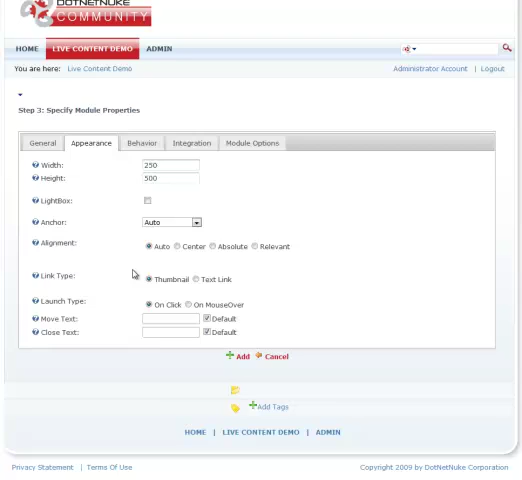 DOTNETNUKE
COMMUNITY
HOME LIVE CONTENT DEMO ADMIN
You are here: Live Content Demo Administrator Account | Logout
Step 3: Specify Module Properties
General Appearance Behavior Integration Module Options
Width: 250
Height: 500
LightBox:
Anchor: Auto
Alignment: Auto Center Absolute Relevant
Link Type: Thumbnail Text Link
Launch Type: On Click On MouseOver
Move Text: Default
Close Text: Default
Add Cancel
Add Tags
HOME | LIVE CONTENT DEMO | ADMIN
Privacy Statement | Terms Of Use Copyright 2009 by DotNetNuke Corporation